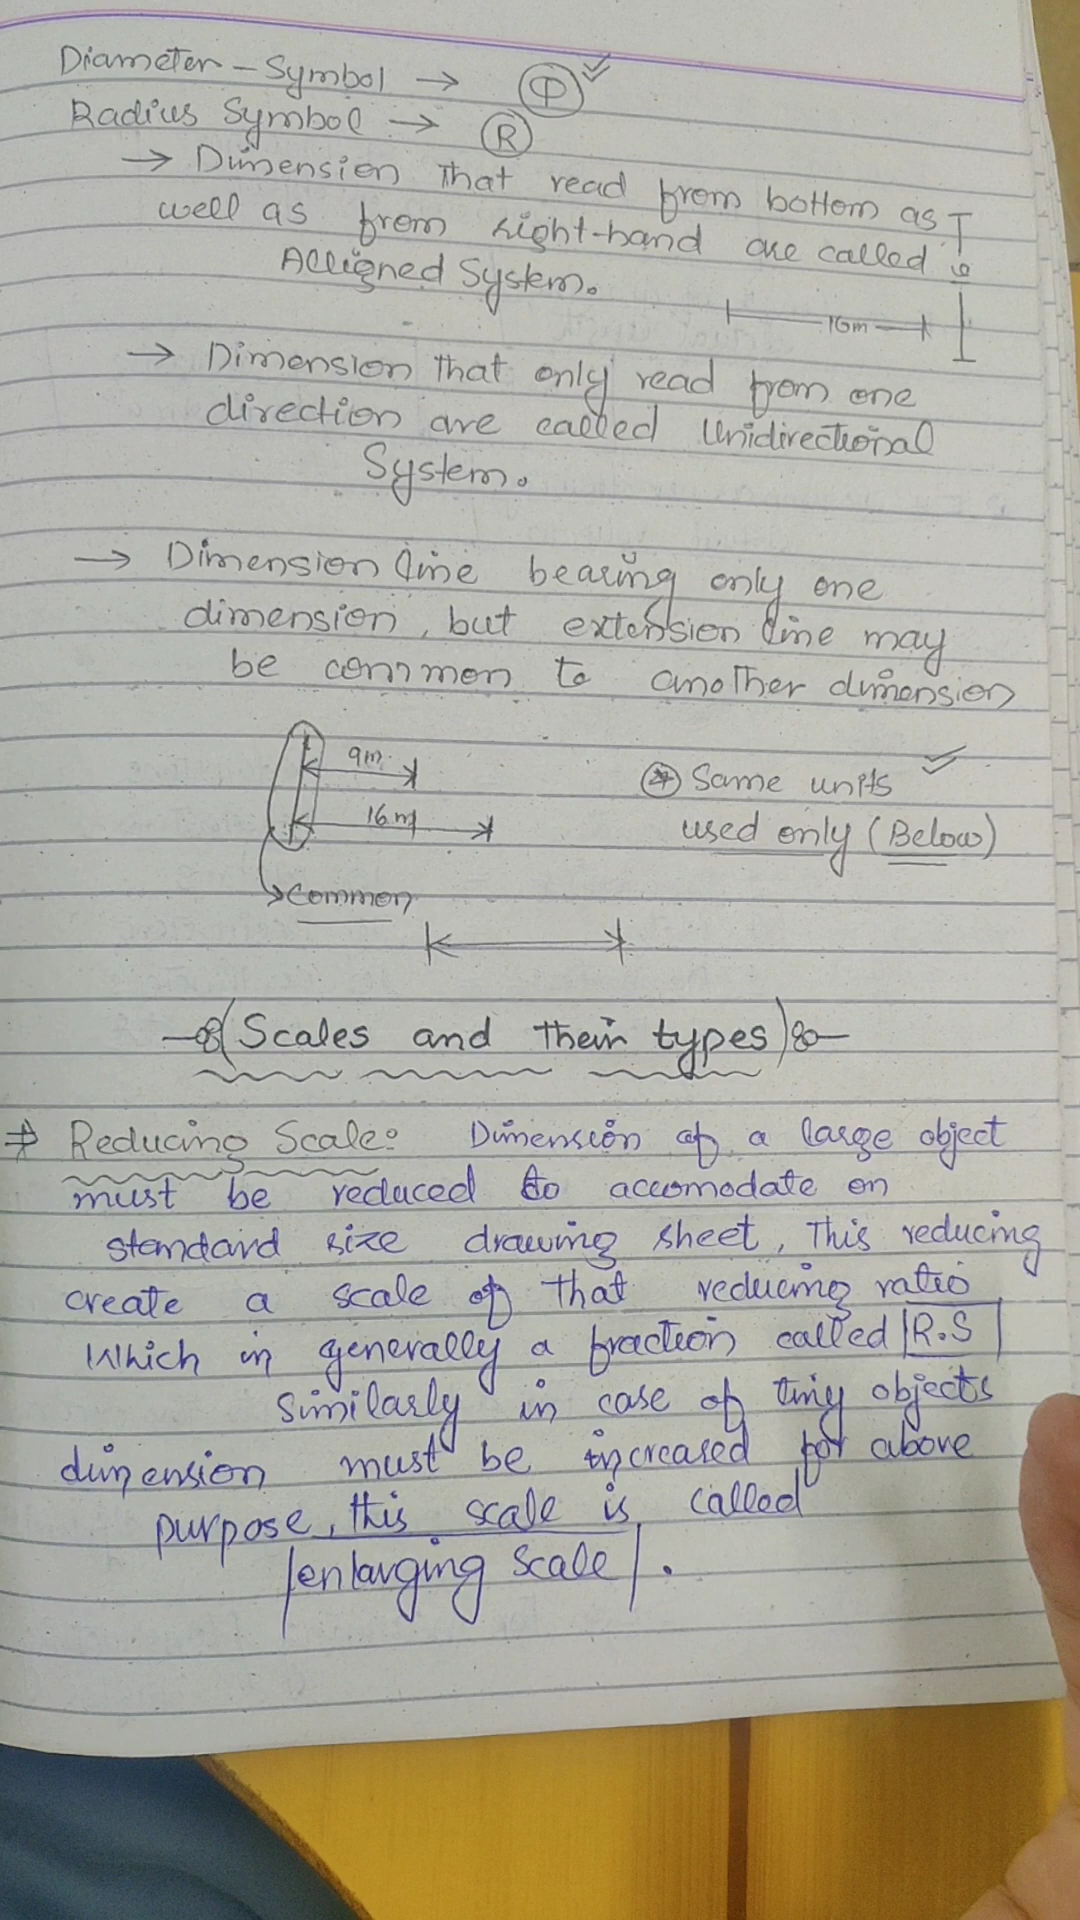 Diameter - Symbol → Φ
Radius Symbol → R
→ Dimension That read from bottom as
well as from right-hand are called
Alligned System.
16m
→ Dimension That only read from one
direction are called Unidirectional
System.
→ Dimension line bearing only one
dimension, but extension line may
be common to another dimension
9m
16m
Common
* Same units
used only (Below)
Scales and their types
⇒ Reducing Scale: Dimension of a large object
must be reduced to accomodate on
standard size drawing sheet, This reducing
create a scale of that reducing ratio
Which in generally a fraction called R.S
Similarly in case of tiny objects
dimension must be increased for above
purpose, this scale is called
enlarging scale.